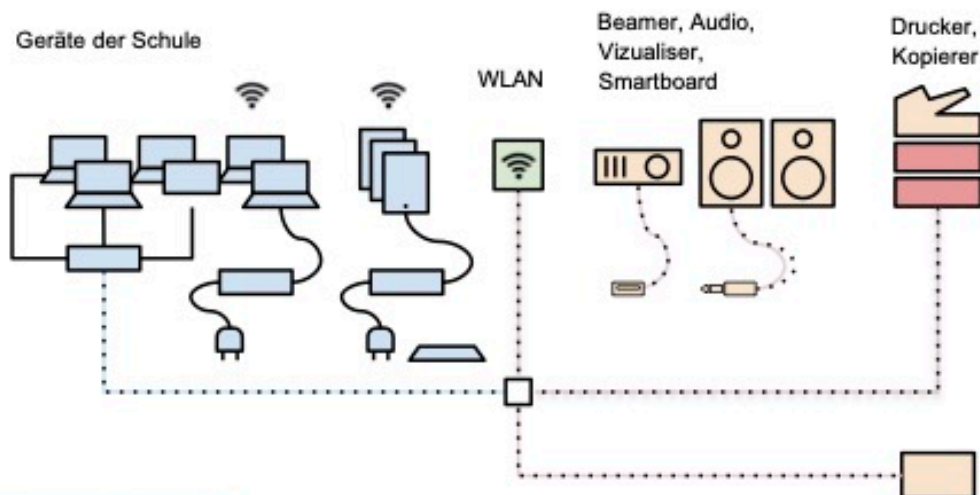 Geräte der Schule
WLAN
Beamer, Audio,
Vizualiser,
Smartboard
Drucker,
Kopierer